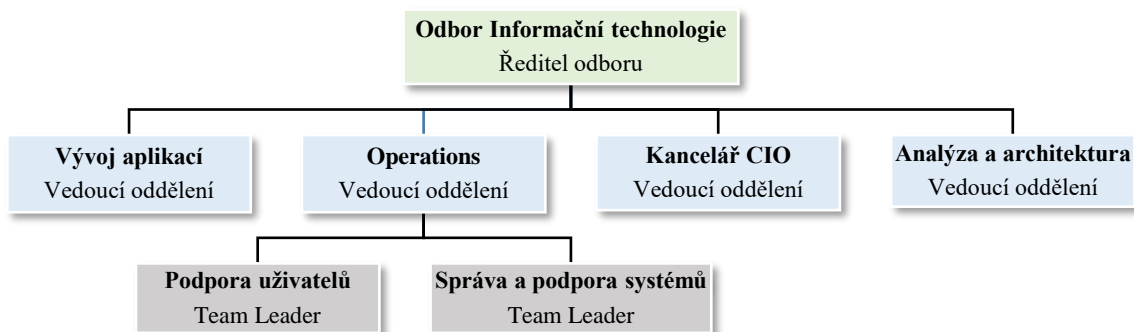 Odbor Informační technologie
Ředitel odboru
Vývoj aplikací
Vedoucí oddělení
Operations
Vedoucí oddělení
Kancelář CIO
Vedoucí oddělení
Analýza a architektura
Vedoucí oddělení
Podpora uživatelů
Team Leader
Správa a podpora systémů
Team Leader